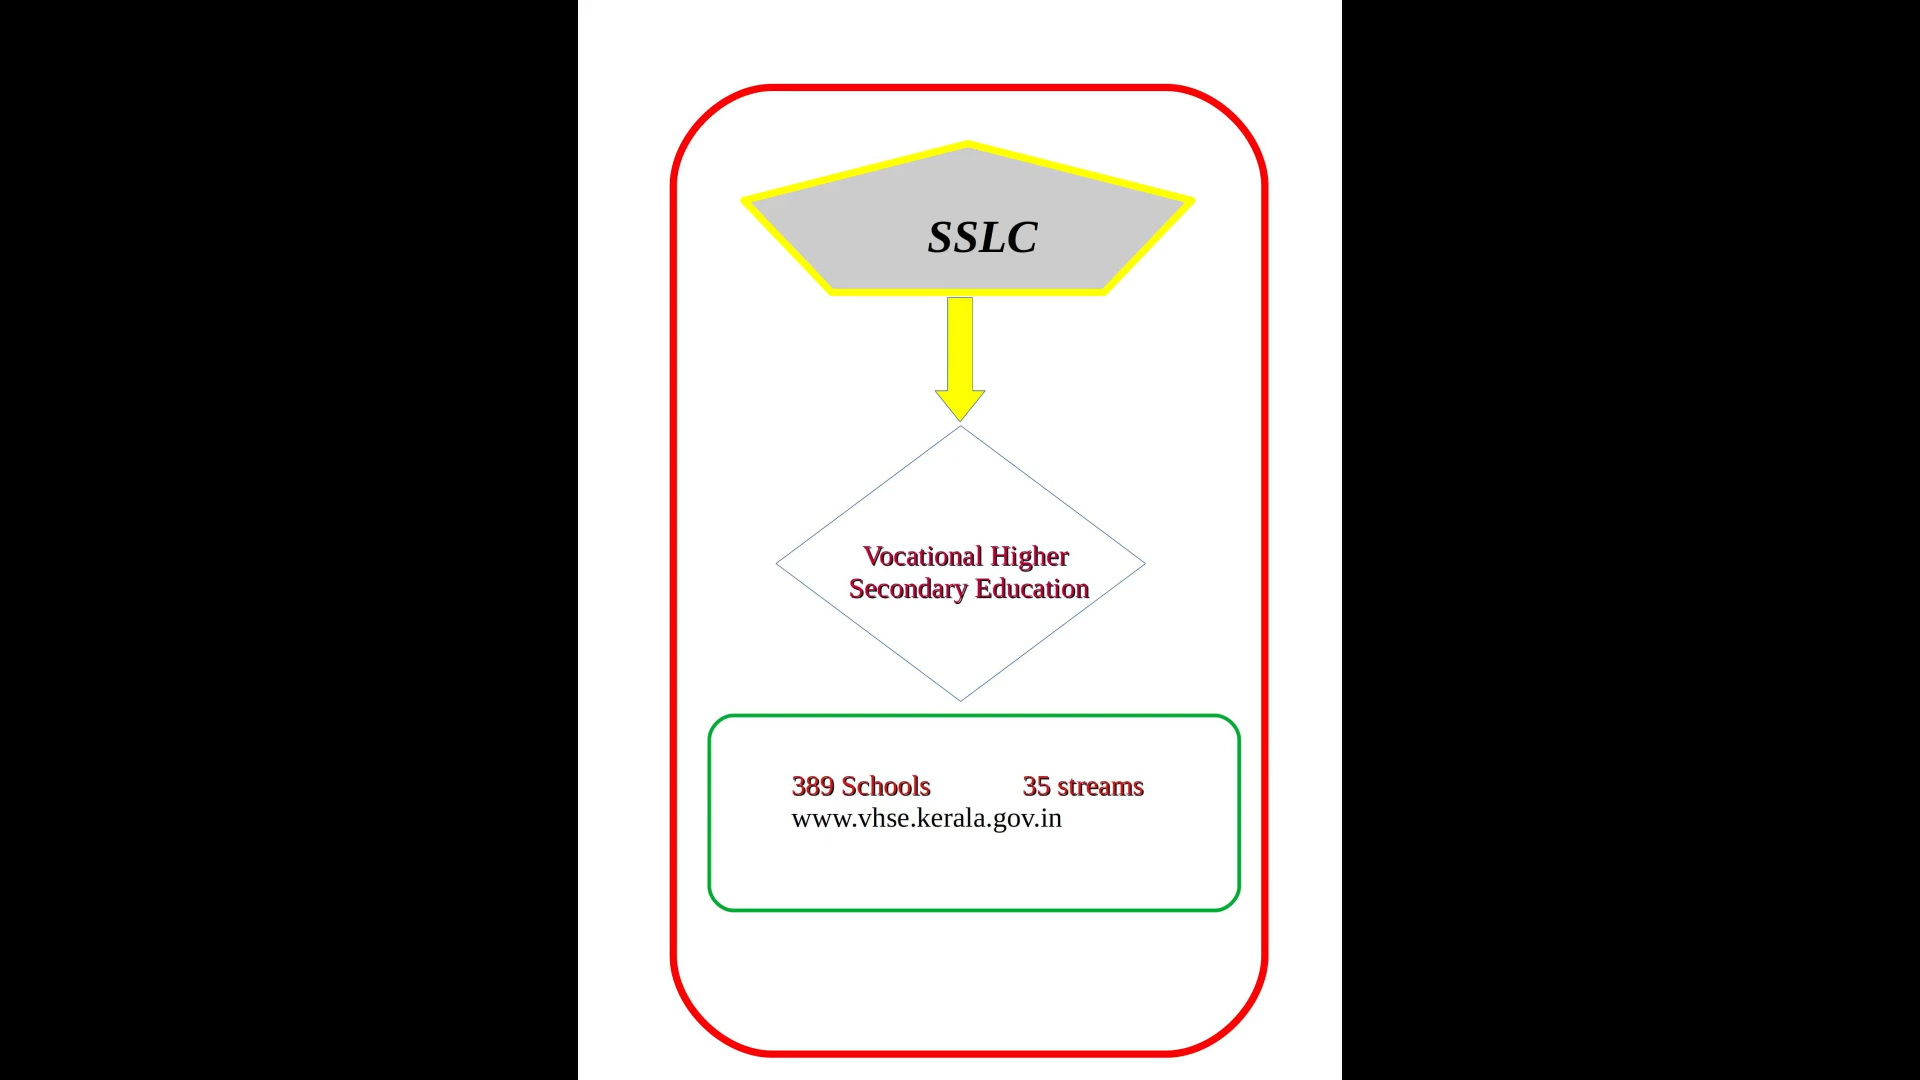 SSLC
Vocational Higher
Secondary Education
389 Schools 35 streams
www.vhse.kerala.gov.in